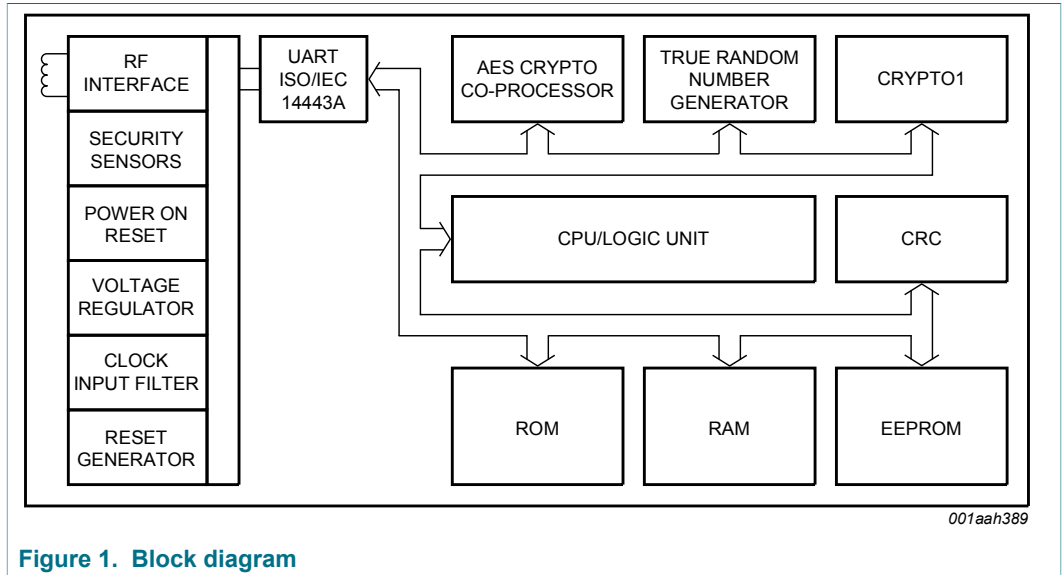 RF
INTERFACE
SECURITY
SENSORS
POWER ON
RESET
VOLTAGE
REGULATOR
CLOCK
INPUT FILTER
RESET
GENERATOR
UART
ISO/IEC
14443A
AES CRYPTO
CO-PROCESSOR
TRUE RANDOM
NUMBER
GENERATOR
CRYPTO1
CPU/LOGIC UNIT
CRC
ROM
RAM
EEPROM
001aah389
Figure 1. Block diagram